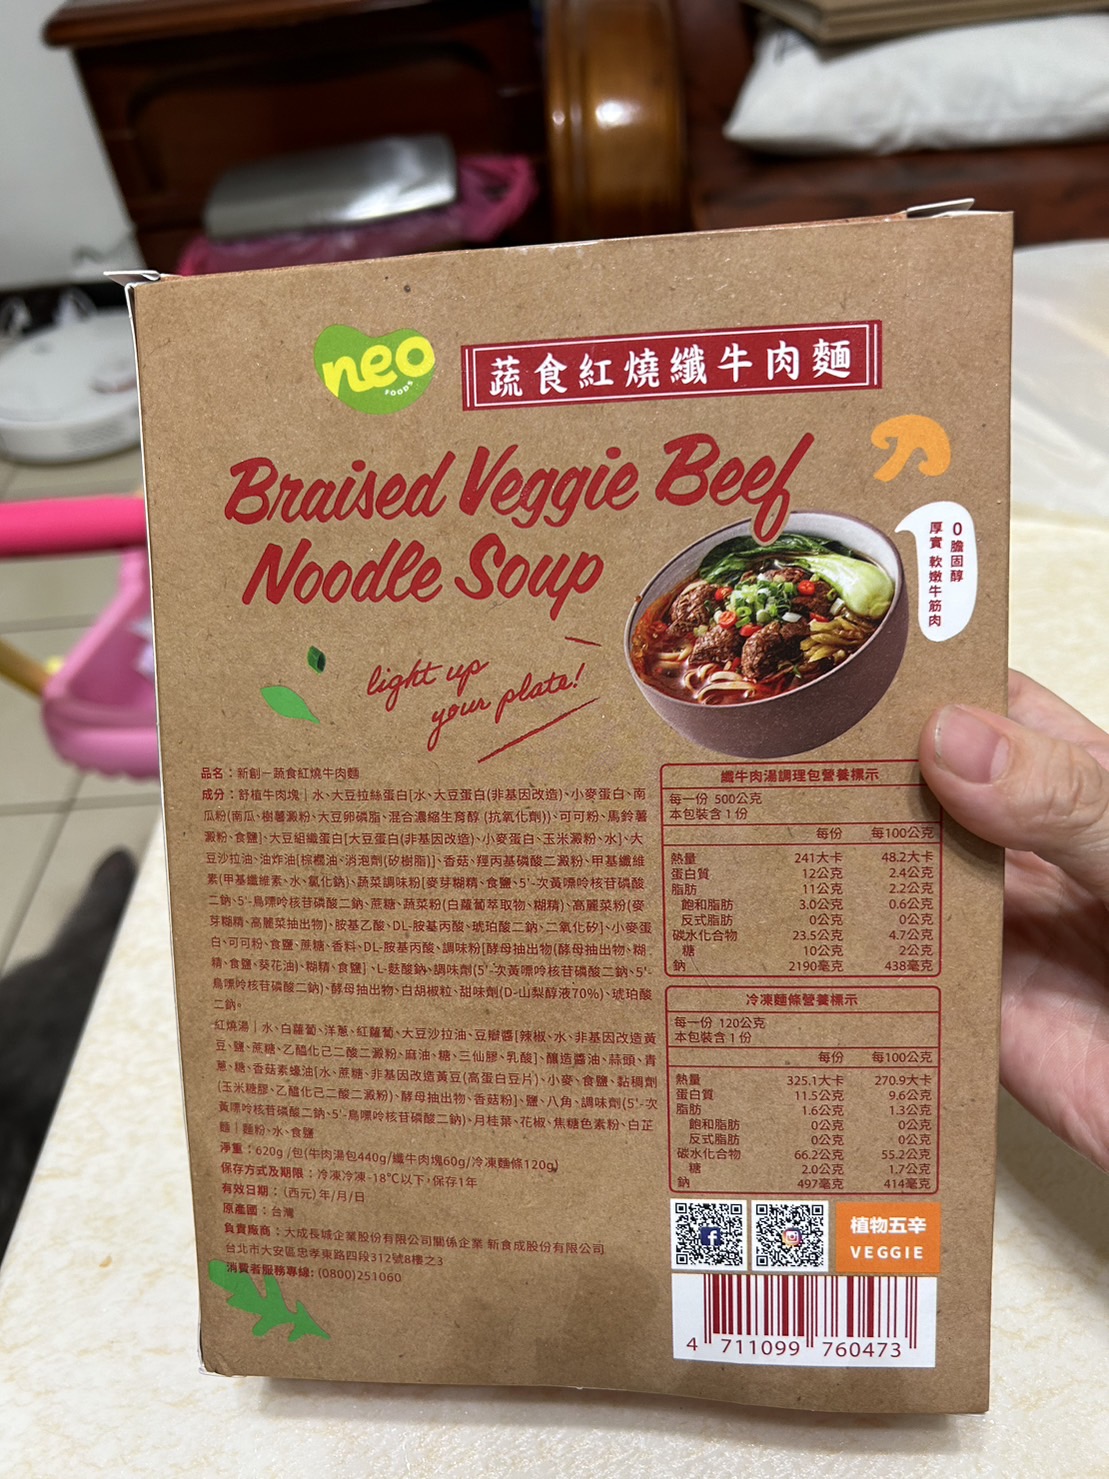 neo
FOODS
蔬食紅燒纖牛肉麵
Braised Veggie Beef
Noodle Soup
light up
your plate!
0膽固醇
厚實 軟嫩牛筋肉
品名：新創－蔬食紅燒牛肉麵
成分：舒植牛肉塊｜水、大豆拉絲蛋白[水、大豆蛋白(非基因改造)、小麥蛋白、南
瓜粉(南瓜、樹薯澱粉、大豆卵磷脂、混合濃縮生育醇 (抗氧化劑))、可可粉、馬鈴薯
澱粉、食鹽]、大豆組織蛋白[大豆蛋白(非基因改造)、小麥蛋白、玉米澱粉、水]、大
豆沙拉油、油炸油[棕櫚油、消泡劑(矽樹脂)]、香菇、羥丙基磷酸二澱粉、甲基纖維
素(甲基纖維素、水、氯化鈉)、蔬菜調味粉[麥芽糊精、食鹽、5'-次黃嘌呤核苷磷酸
二鈉、5'-鳥嘌呤核苷磷酸二鈉、蔗糖、蔬菜粉(白蘿蔔萃取物、糊精)、高麗菜粉(麥
芽糊精、高麗菜抽出物)、胺基乙酸、DL-胺基丙酸、琥珀酸二鈉、二氧化矽]、小麥蛋
白、可可粉、食鹽、蔗糖、香料、DL-胺基丙酸、調味粉[酵母抽出物(酵母抽出物、糊
精、食鹽、葵花油)、糊精、食鹽]、L-麩酸鈉、調味劑(5'-次黃嘌呤核苷磷酸二鈉、5'-
鳥嘌呤核苷磷酸二鈉)、酵母抽出物、白胡椒粒、甜味劑(D-山梨醇液70%)、琥珀酸
二鈉。
紅燒湯｜水、白蘿蔔、洋蔥、紅蘿蔔、大豆沙拉油、豆瓣醬[辣椒、水、非基因改造黃
豆、鹽、蔗糖、乙醯化己二酸二澱粉、麻油、糖、三仙膠、乳酸]、釀造醬油、蒜頭、青
蔥、糖、香菇素蠔油[水、蔗糖、非基因改造黃豆(高蛋白豆片)、小麥、食鹽、黏稠劑
(玉米糖膠、乙醯化己二酸二澱粉)、酵母抽出物、香菇粉]、鹽、八角、調味劑(5'-次
黃嘌呤核苷磷酸二鈉、5'-鳥嘌呤核苷磷酸二鈉)、月桂葉、花椒、焦糖色素粉、白芷
麵｜麵粉、水、食鹽
淨重：620g /包(牛肉湯包440g/纖牛肉塊60g/冷凍麵條120g)
保存方式及期限：冷凍冷凍-18℃以下，保存1年
有效日期：(西元)年/月/日
原產國：台灣
負責廠商：大成長城企業股份有限公司關係企業 新食成股份有限公司
台北市大安區忠孝東路四段312號8樓之3
消費者服務專線: (0800)251060
纖牛肉湯調理包營養標示
每一份 500公克
本包裝含 1 份
每份 每100公克
熱量 241大卡 48.2大卡
蛋白質 12公克 2.4公克
脂肪 11公克 2.2公克
飽和脂肪 3.0公克 0.6公克
反式脂肪 0公克 0公克
碳水化合物 23.5公克 4.7公克
糖 10公克 2公克
鈉 2190毫克 438毫克
冷凍麵條營養標示
每一份 120公克
本包裝含 1 份
每份 每100公克
熱量 325.1大卡 270.9大卡
蛋白質 11.5公克 9.6公克
脂肪 1.6公克 1.3公克
飽和脂肪 0公克 0公克
反式脂肪 0公克 0公克
碳水化合物 66.2公克 55.2公克
糖 2.0公克 1.7公克
鈉 497毫克 414毫克
植物五辛
VEGGIE
4 711099 760473